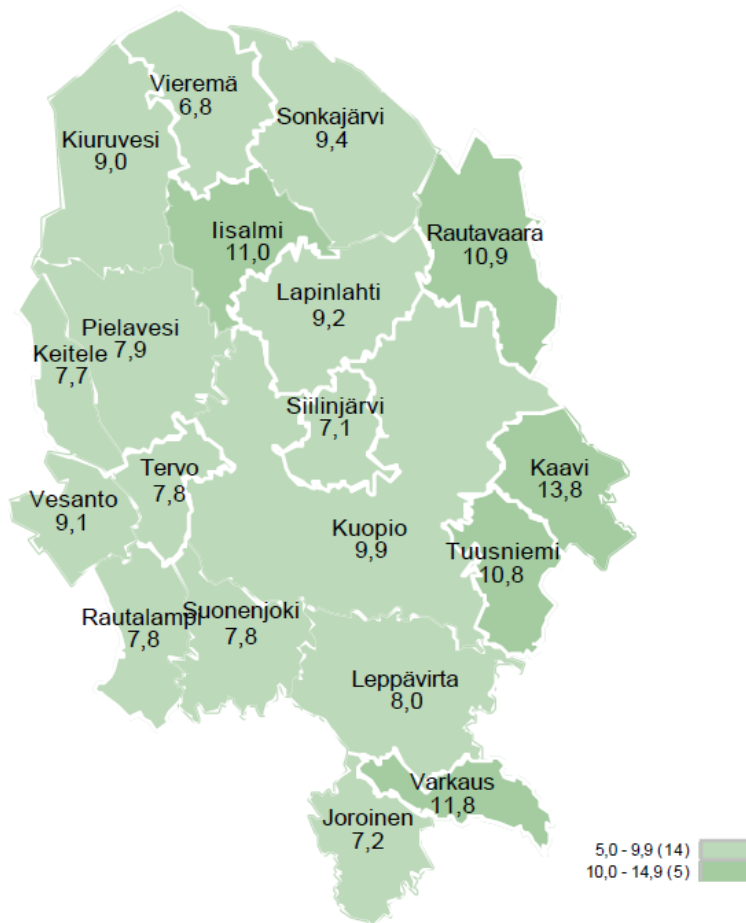 Vieremä
6,8
Sonkajärvi
9,4
Kiuruvesi
9,0
Iisalmi
11,0
Rautavaara
10,9
Lapinlahti
9,2
Pielavesi
7,9
Keitele
7,7
Siilinjärvi
7,1
Tervo
7,8
Kaavi
13,8
Vesanto
9,1
Kuopio
9,9
Tuusniemi
10,8
Rautalampi
7,8
Suonenjoki
7,8
Leppävirta
8,0
Varkaus
11,8
Joroinen
7,2
5,0 - 9,9 (14)
10,0 - 14,9 (5)